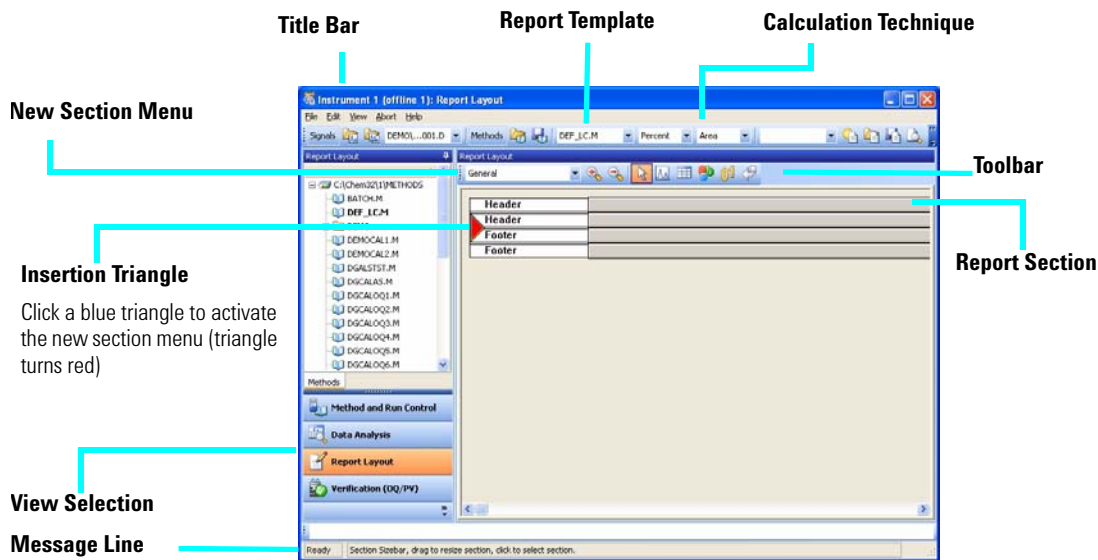 Title Bar
Report Template
Calculation Technique
New Section Menu
Toolbar
Report Section
Insertion Triangle
Click a blue triangle to activate
the new section menu (triangle
turns red)
View Selection
Message Line
Instrument 1 (offline 1): Report Layout
File Edit View Abort Help
Signals DEMO\...001.D Methods DEF_LC.M Percent Area
Report Layout
Report Layout
General
C:\Chem32\1\METHODS
BATCH.M
DEF_LC.M
DEMOCAL1.M
DEMOCAL2.M
DGALSTST.M
DGCALAS.M
DGCALOQ1.M
DGCALOQ2.M
DGCALOQ3.M
DGCALOQ4.M
DGCALOQ5.M
DGCALOQ6.M
Methods
Header
Header
Footer
Footer
Method and Run Control
Data Analysis
Report Layout
Verification (OQ/PV)
Ready Section Sizebar, drag to resize section, click to select section.